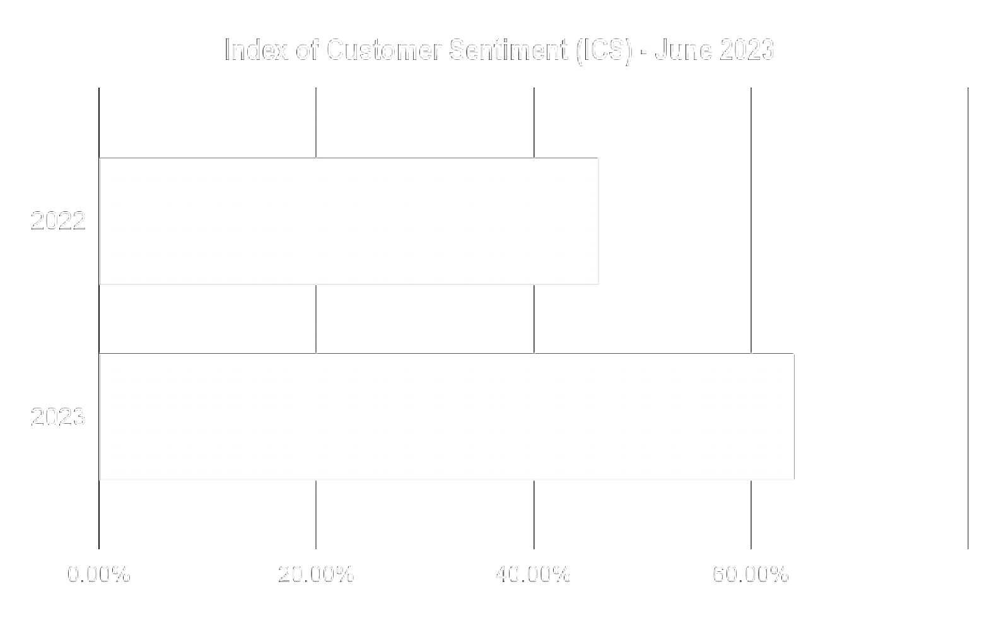 Index of Customer Sentiment (ICS) - June 2023
2022
2023
0.00% 20.00% 40.00% 60.00%